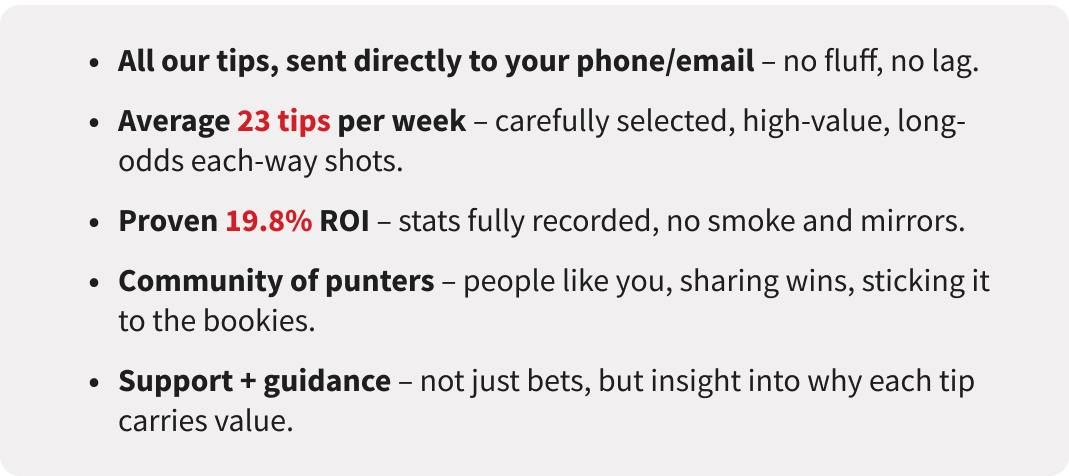 • All our tips, sent directly to your phone/email – no fluff, no lag.
• Average 23 tips per week – carefully selected, high-value, long-
odds each-way shots.
• Proven 19.8% ROI – stats fully recorded, no smoke and mirrors.
• Community of punters – people like you, sharing wins, sticking it
to the bookies.
• Support + guidance – not just bets, but insight into why each tip
carries value.